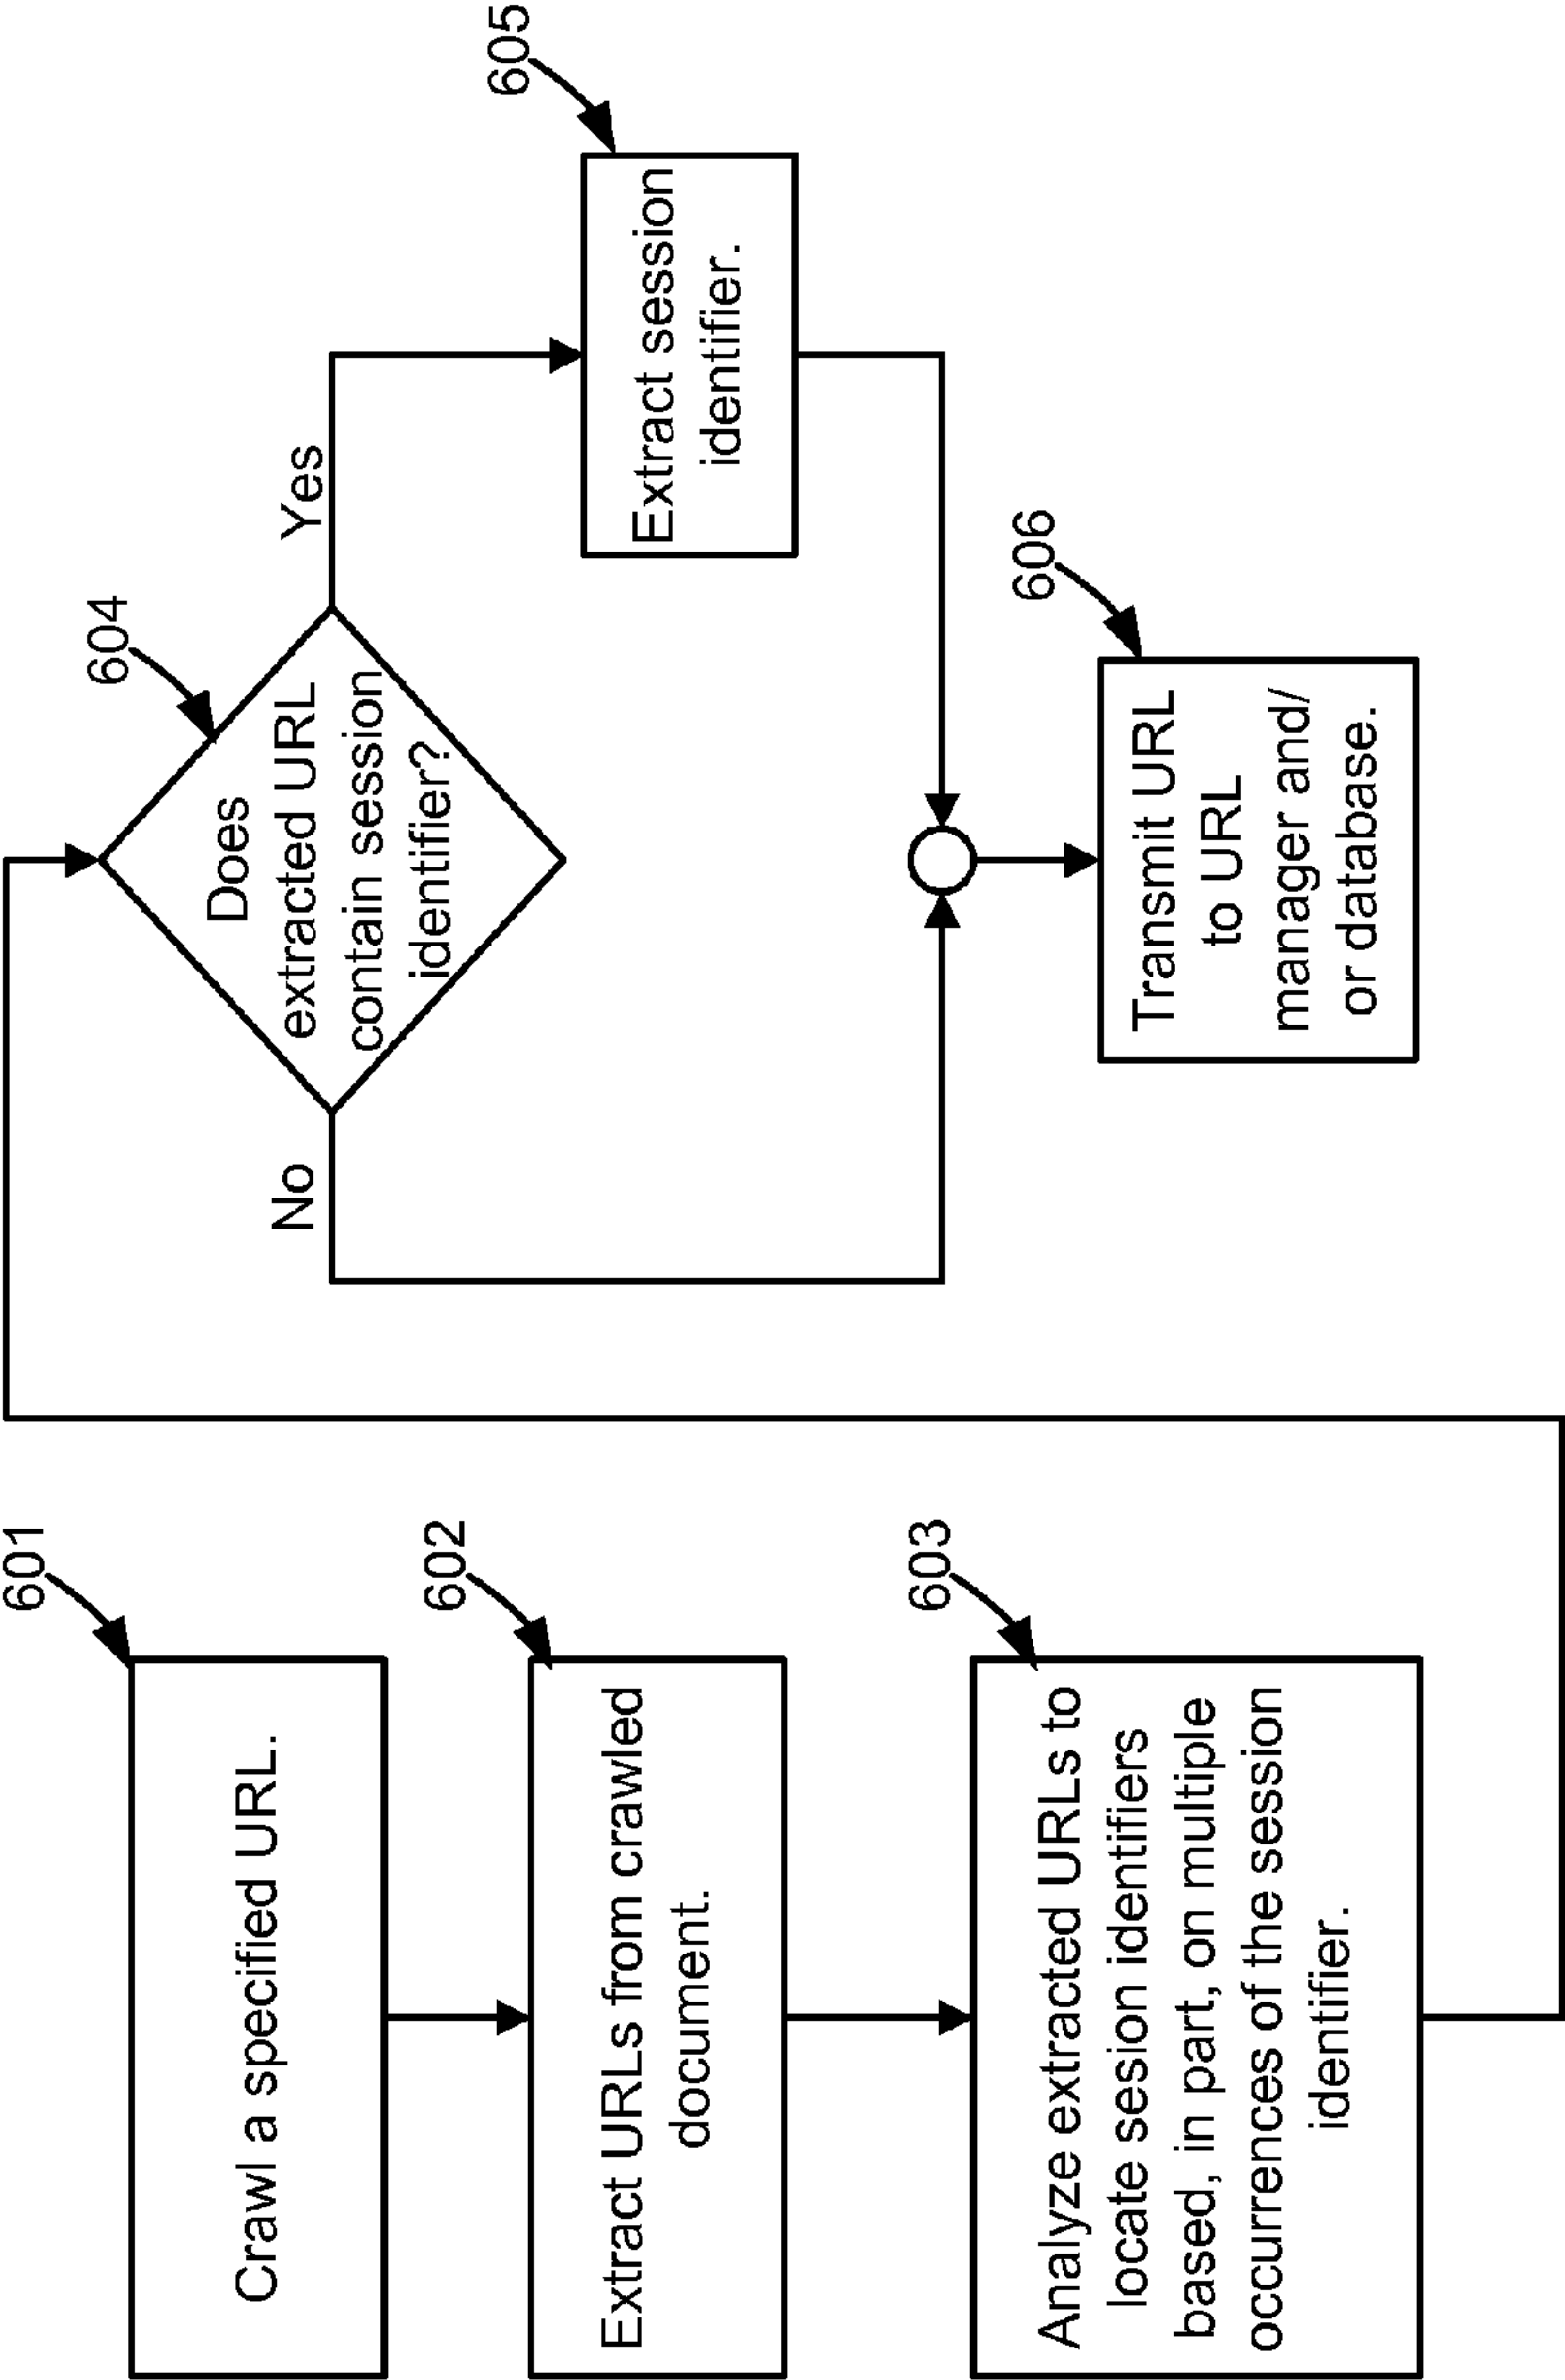 601
Crawl a specified URL.
602
Extract URLs from crawled
document.
603
Analyze extracted URLs to
locate session identifiers
based, in part, on multiple
occurrences of the session
identifier.
604
Does
extracted URL
contain session
identifier?
No
Yes
605
Extract session
identifier.
606
Transmit URL
to URL
manager and/
or database.